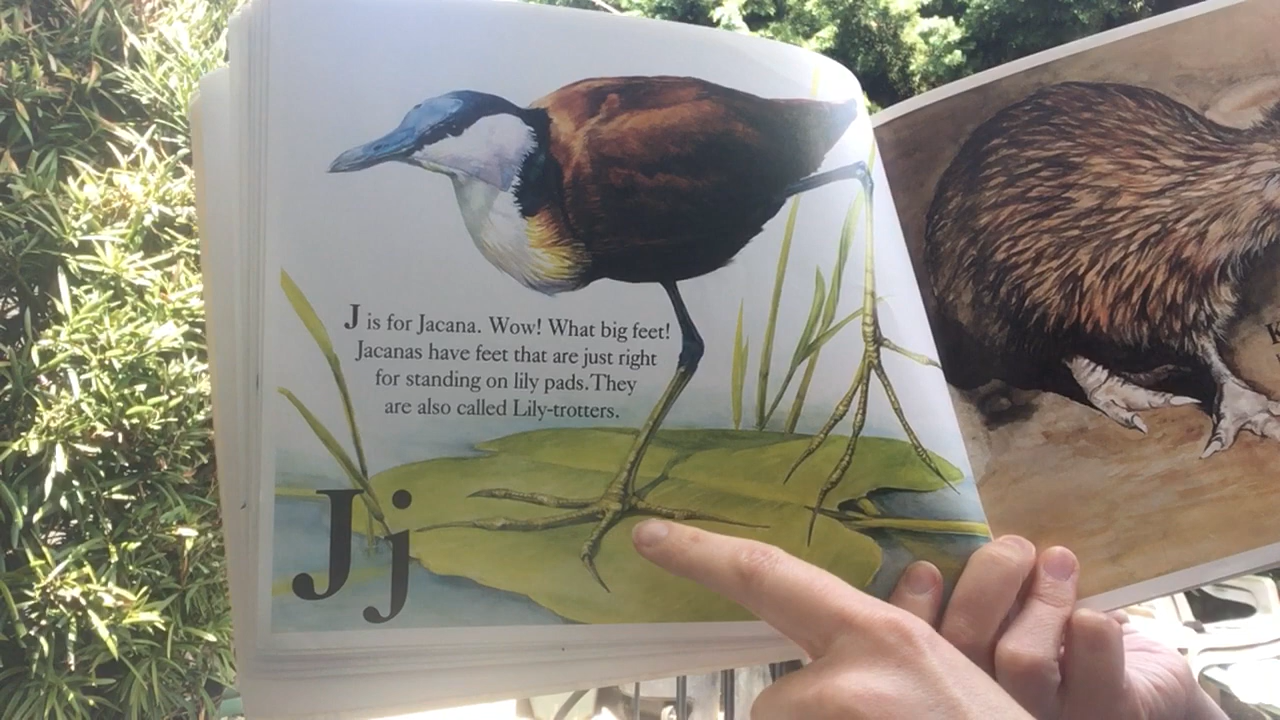 J is for Jacana. Wow! What big feet!
Jacanas have feet that are just right
for standing on lily pads. They
are also called Lily-trotters.
Jj